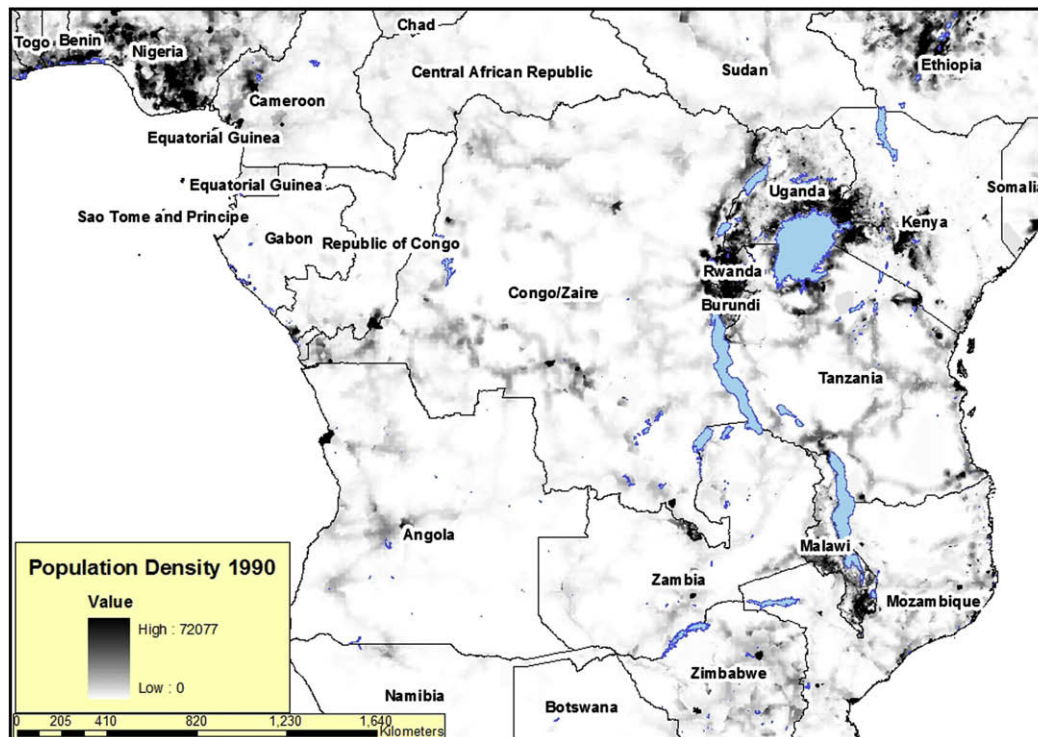 Chad
Togo Benin
Nigeria
Central African Republic
Sudan
Ethiopia
Cameroon
Equatorial Guinea
Equatorial Guinea
Uganda
Somalia
Sao Tome and Principe
Kenya
Gabon
Republic of Congo
Rwanda
Congo/Zaire
Burundi
Tanzania
Angola
Malawi
Zambia
Mozambique
Zimbabwe
Namibia
Botswana
Population Density 1990
Value
High : 72077
Low : 0
0 205 410 820 1,230 1,640
Kilometers